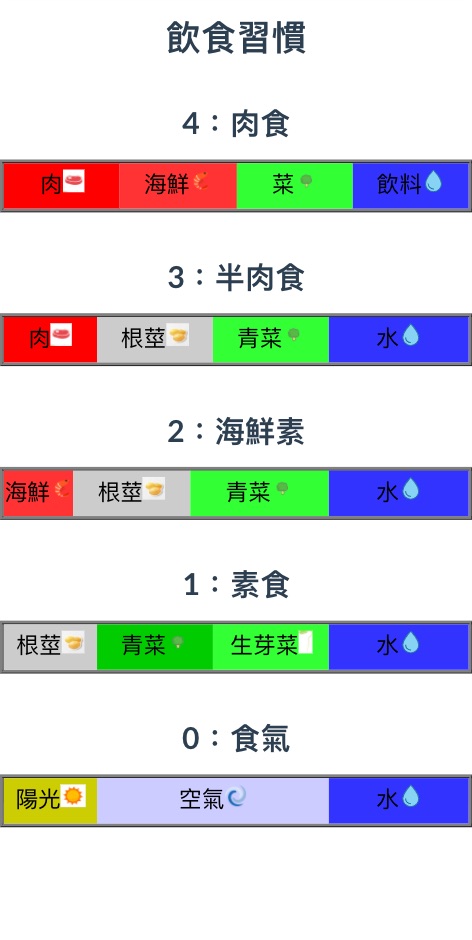 飲食習慣
4：肉食
肉 海鮮 菜 飲料
3：半肉食
肉 根莖 青菜 水
2：海鮮素
海鮮 根莖 青菜 水
1：素食
根莖 青菜 生芽菜 水
0：食氣
陽光 空氣 水